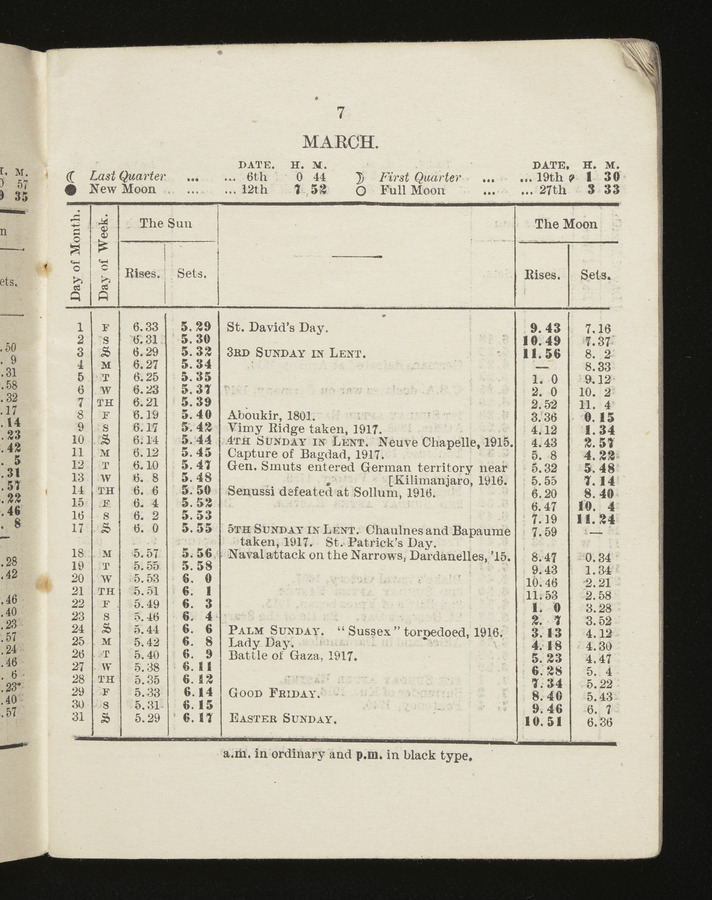 7
MARCH.
DATE. H. M. DATE. H. M.
☾ Last Quarter ... ... 6th 0 44 ☽ First Quarter ... ... 19th 1 30
● New Moon ... ... ... 12th 7 52 ○ Full Moon ... ... 27th 3 33
Day of Month. Day of Week. The Sun The Moon
Rises. Sets. Rises. Sets.
1 F 6.33 5.29 St. David's Day. 9.43 7.16
2 S 6.31 5.30 10.49 7.37
3 S 6.29 5.32 3RD SUNDAY IN LENT. 11.56 8. 2
4 M 6.27 5.34 — 8.33
5 T 6.25 5.35 1. 0 9.12
6 W 6.23 5.37 2. 0 10. 2
7 TH 6.21 5.39 2.52 11. 4
8 F 6.19 5.40 Aboukir, 1801. 3.36 0.15
9 S 6.17 5.42 Vimy Ridge taken, 1917. 4.12 1.34
10 S 6.14 5.44 4TH SUNDAY IN LENT. Neuve Chapelle, 1915. 4.43 2.57
11 M 6.12 5.45 Capture of Bagdad, 1917. 5. 8 4.22
12 T 6.10 5.47 Gen. Smuts entered German territory near 5.32 5.48
13 W 6. 8 5.48 [Kilimanjaro, 1916. 5.55 7.14
14 TH 6. 6 5.50 Senussi defeated at Sollum, 1916. 6.20 8.40
15 F 6. 4 5.52 6.47 10. 4
16 S 6. 2 5.53 7.19 11.24
17 S 6. 0 5.55 5TH SUNDAY IN LENT. Chaulnes and Bapaume 7.59 —
taken, 1917. St. Patrick's Day.
18 M 5.57 5.56 Naval attack on the Narrows, Dardanelles, '15. 8.47 0.34
19 T 5.55 5.58 9.43 1.34
20 W 5.53 6. 0 10.46 2.21
21 TH 5.51 6. 1 11.53 2.58
22 F 5.49 6. 3 1. 0 3.28
23 S 5.46 6. 4 2. 7 3.52
24 S 5.44 6. 6 PALM SUNDAY. "Sussex" torpedoed, 1916. 3.13 4.12
25 M 5.42 6. 8 Lady Day. 4.18 4.30
26 T 5.40 6. 9 Battle of Gaza, 1917. 5.23 4.47
27 W 5.38 6.11 6.28 5. 4
28 TH 5.35 6.12 7.34 5.22
29 F 5.33 6.14 GOOD FRIDAY. 8.40 5.43
30 S 5.31 6.15 9.46 6. 7
31 S 5.29 6.17 EASTER SUNDAY. 10.51 6.36
a.m. in ordinary and p.m. in black type.